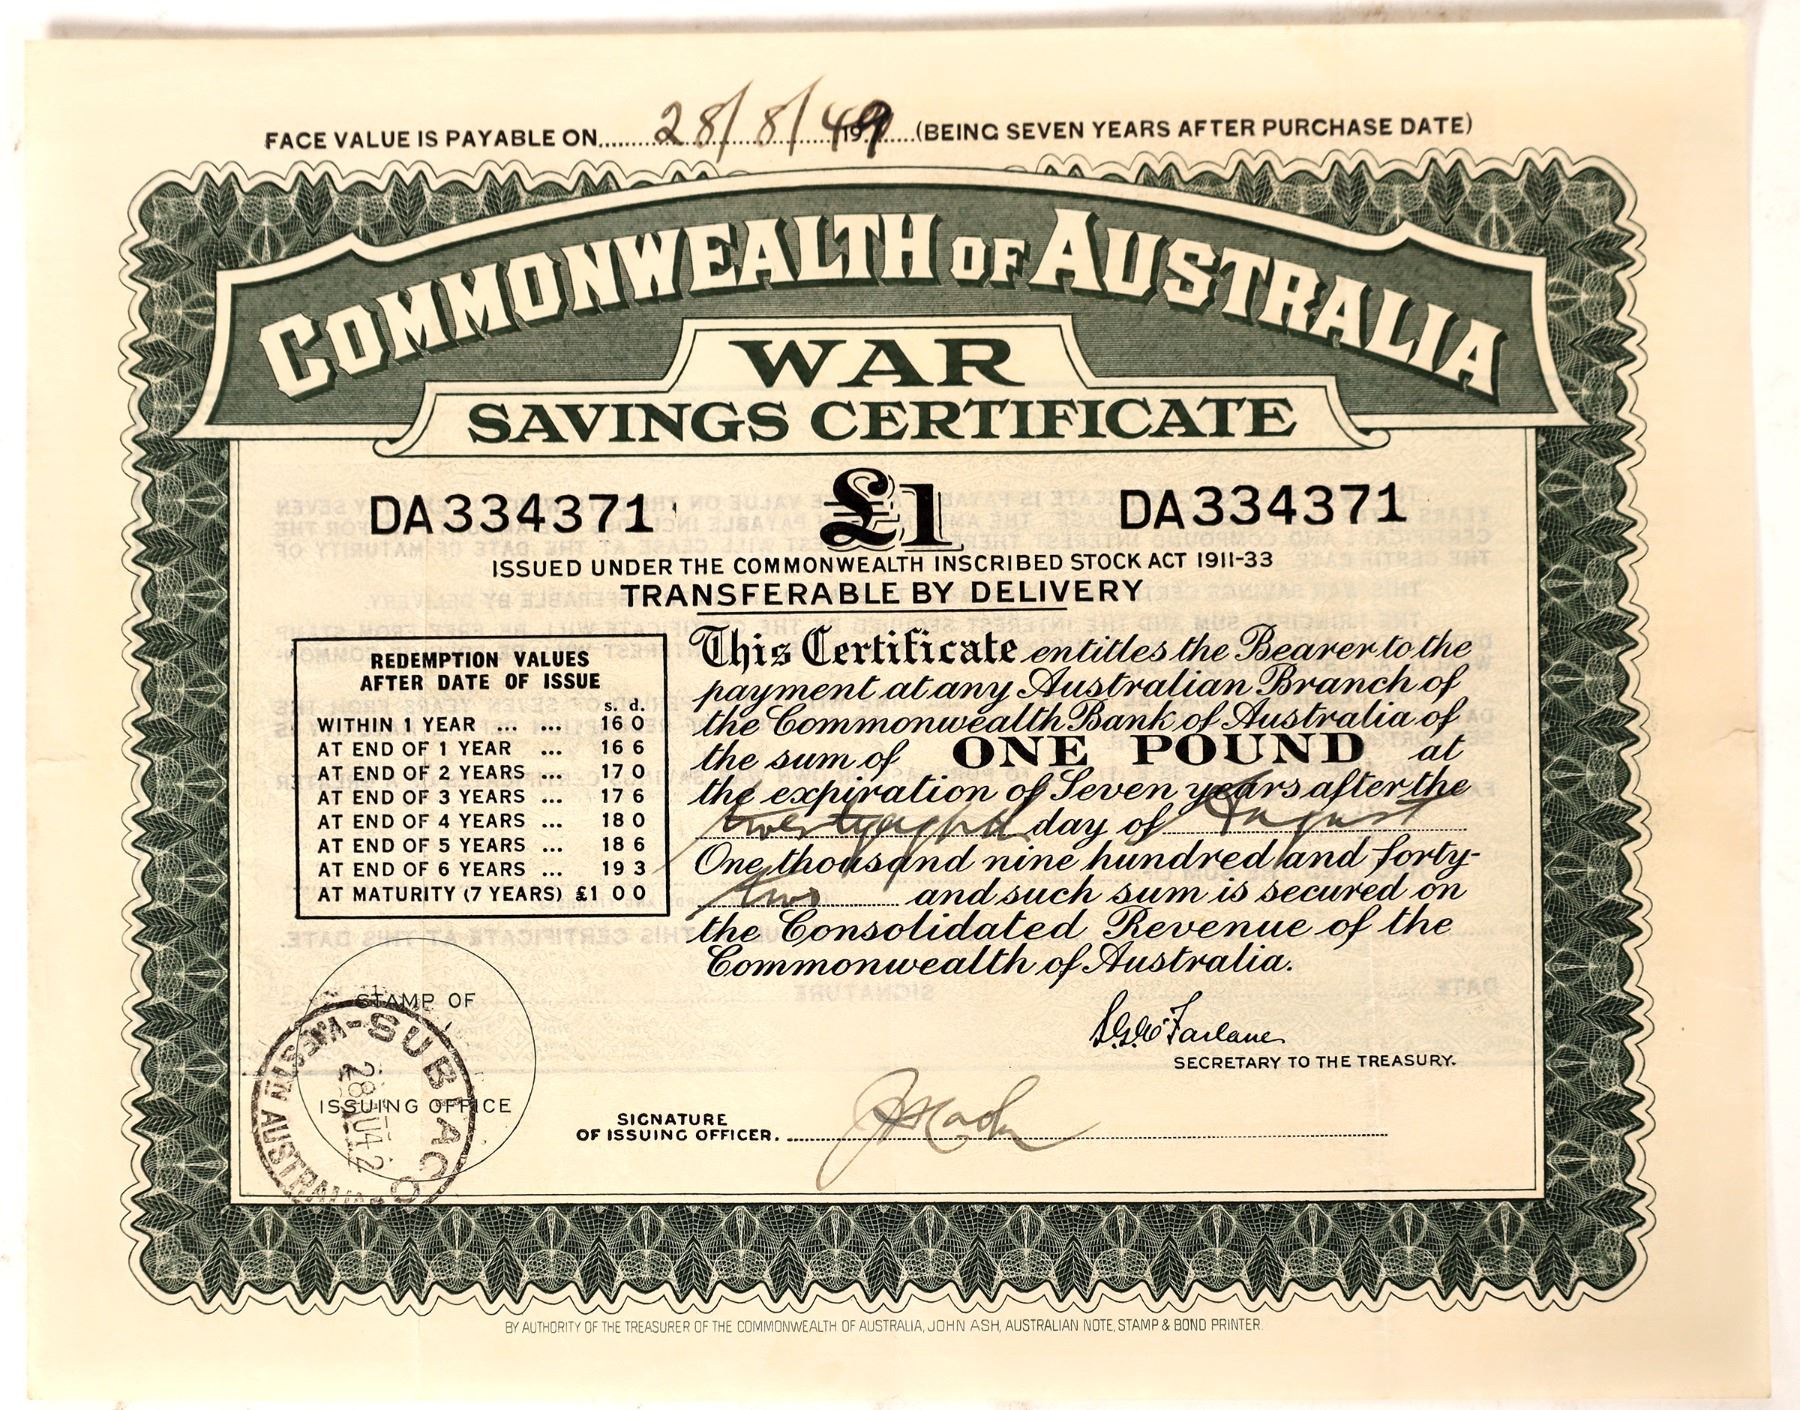 FACE VALUE IS PAYABLE ON 28/8/49 19 (BEING SEVEN YEARS AFTER PURCHASE DATE)
COMMONWEALTH OF AUSTRALIA
WAR
SAVINGS CERTIFICATE
DA334371 £1 DA334371
ISSUED UNDER THE COMMONWEALTH INSCRIBED STOCK ACT 1911-33
TRANSFERABLE BY DELIVERY
REDEMPTION VALUES
AFTER DATE OF ISSUE
s. d.
WITHIN 1 YEAR ... ... 16 0
AT END OF 1 YEAR ... 16 6
AT END OF 2 YEARS ... 17 0
AT END OF 3 YEARS ... 17 6
AT END OF 4 YEARS ... 18 0
AT END OF 5 YEARS ... 18 6
AT END OF 6 YEARS ... 19 3
AT MATURITY (7 YEARS) £1 0 0
This Certificate entitles the Bearer to the
payment at any Australian Branch of
the Commonwealth Bank of Australia of
the sum of ONE POUND at
the expiration of Seven years after the
twentyeighth day of August
One thousand nine hundred and forty-
two and such sum is secured on
the Consolidated Revenue of the
Commonwealth of Australia.
S.G. McFarlane
SECRETARY TO THE TREASURY.
STAMP OF
ISSUING OFFICE
SUBIACO
WESTN AUSTRALIA
28 AU 42
SIGNATURE
OF ISSUING OFFICER.
BY AUTHORITY OF THE TREASURER OF THE COMMONWEALTH OF AUSTRALIA, JOHN ASH, AUSTRALIAN NOTE, STAMP & BOND PRINTER.